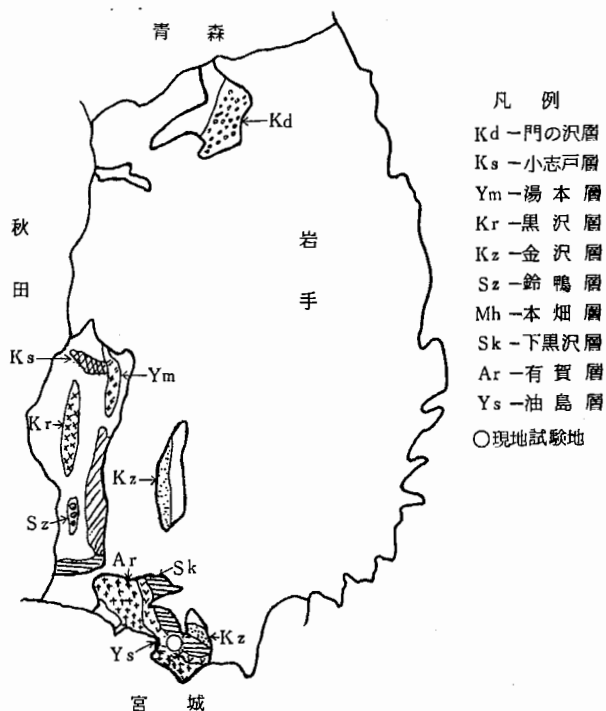 青森
Kd
秋田
岩手
Ks
Ym
Kr
Kz
Sz
Ar
Sk
Ys
Kz
宮城
凡例
Kd－門の沢層
Ks－小志戸層
Ym－湯本層
Kr－黒沢層
Kz－金沢層
Sz－鈴鴨層
Mh－本畑層
Sk－下黒沢層
Ar－有賀層
Ys－油島層
○現地試験地